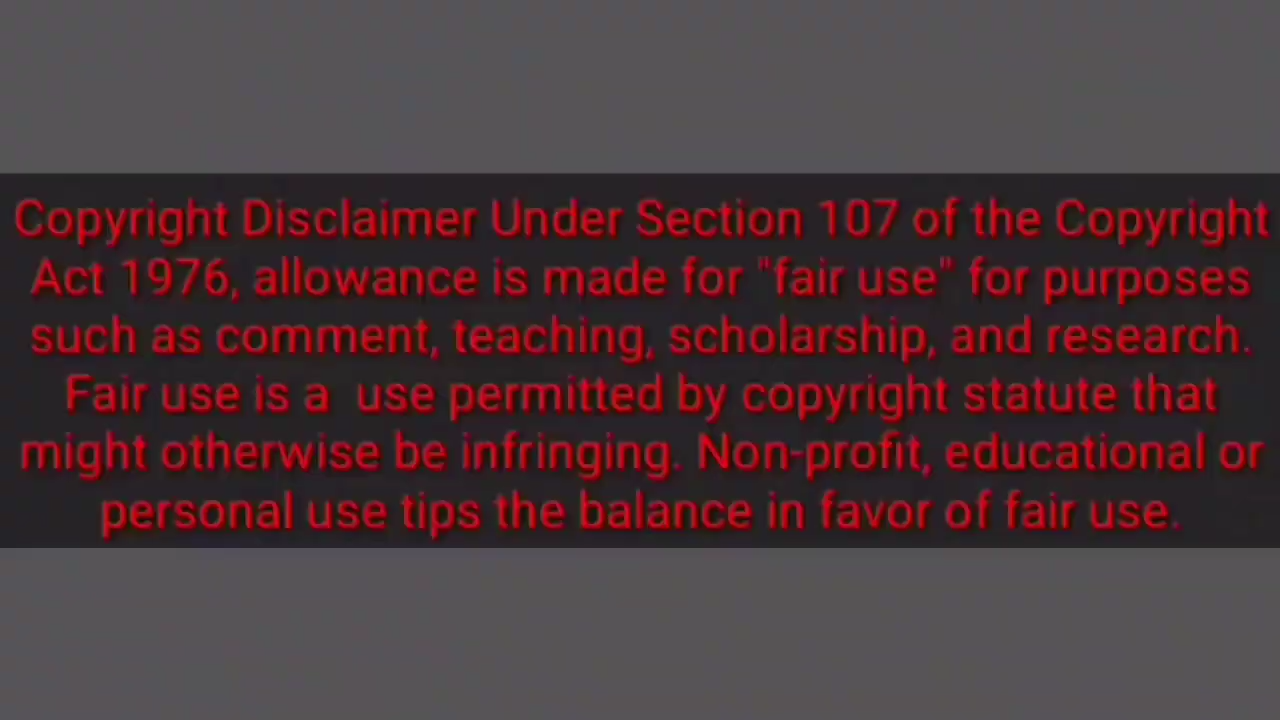 Copyright Disclaimer Under Section 107 of the Copyright
Act 1976, allowance is made for "fair use" for purposes
such as comment, teaching, scholarship, and research.
Fair use is a  use permitted by copyright statute that
might otherwise be infringing. Non-profit, educational or
personal use tips the balance in favor of fair use.